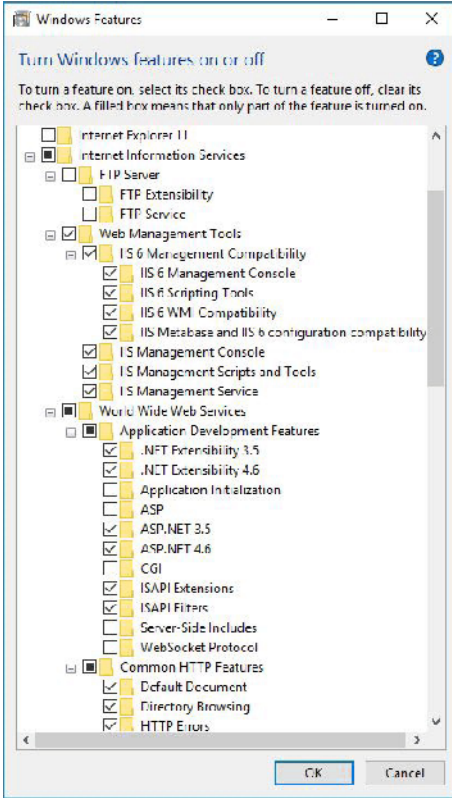 Windows Features
Turn Windows features on or off
?
To turn a feature on, select its check box. To turn a feature off, clear its
check box. A filled box means that only part of the feature is turned on.
Internet Explorer 11
Internet Information Services
FTP Server
FTP Extensibility
FTP Service
Web Management Tools
IIS 6 Management Compatibility
IIS 6 Management Console
IIS 6 Scripting Tools
IIS 6 WMI Compatibility
IIS Metabase and IIS 6 configuration compatibility
IIS Management Console
IIS Management Scripts and Tools
IIS Management Service
World Wide Web Services
Application Development Features
.NET Extensibility 3.5
.NET Extensibility 4.6
Application Initialization
ASP
ASP.NET 3.5
ASP.NET 4.6
CGI
ISAPI Extensions
ISAPI Filters
Server-Side Includes
WebSocket Protocol
Common HTTP Features
Default Document
Directory Browsing
HTTP Errors
OK Cancel